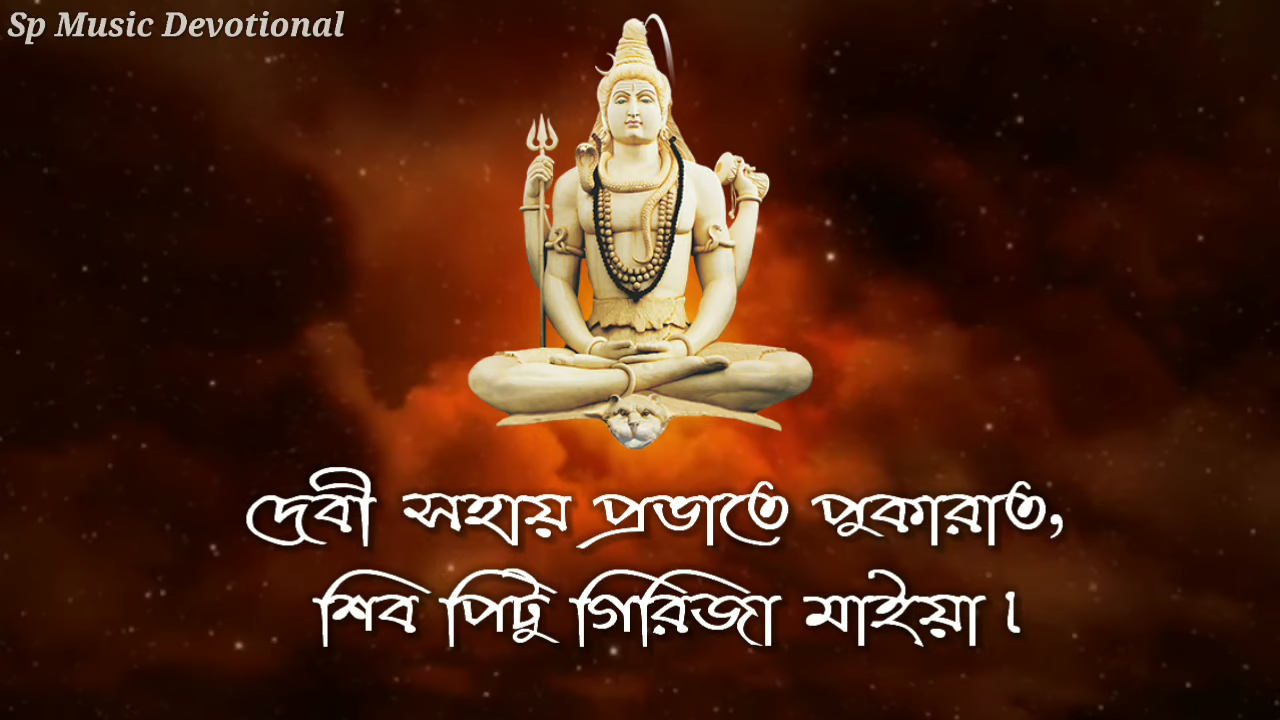 Sp Music Devotional
দেবী সহায় প্রভাতে পুকারাত,
শিব পিট্টু গিরিজা মাইয়া।